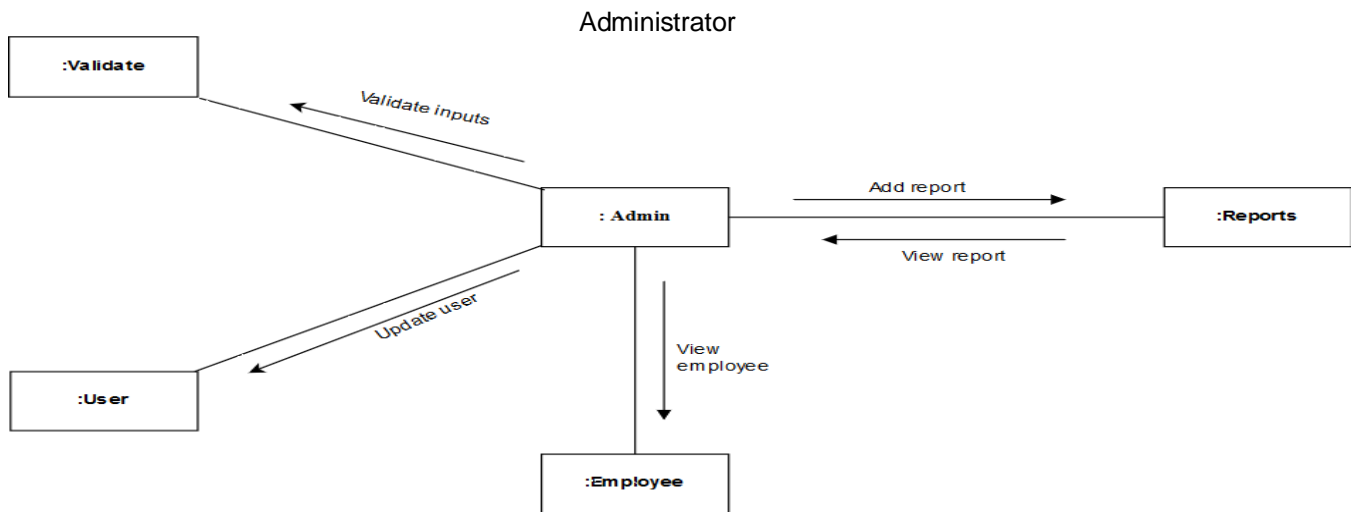 Administrator
:Validate
Validate inputs
Add report
: Admin
:Reports
View report
Update user
View
employee
:User
:Employee